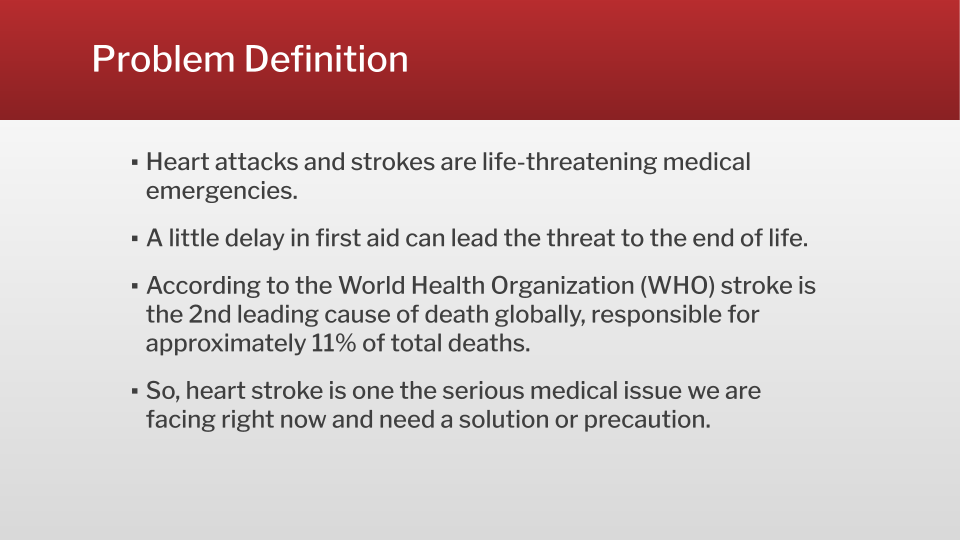 Problem Definition
▪ Heart attacks and strokes are life-threatening medical
emergencies.
▪ A little delay in first aid can lead the threat to the end of life.
▪ According to the World Health Organization (WHO) stroke is
the 2nd leading cause of death globally, responsible for
approximately 11% of total deaths.
▪ So, heart stroke is one the serious medical issue we are
facing right now and need a solution or precaution.